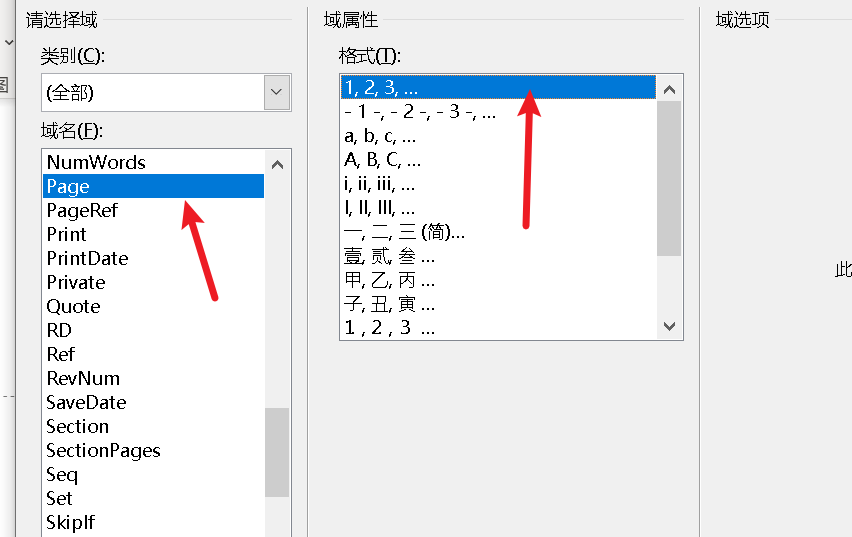 请选择域
类别(C):
(全部)
域名(F):
NumWords
Page
PageRef
Print
PrintDate
Private
Quote
RD
Ref
RevNum
SaveDate
Section
SectionPages
Seq
Set
SkipIf
域属性
格式(T):
1, 2, 3, ...
- 1 -, - 2 -, - 3 -, ...
a, b, c, ...
A, B, C, ...
i, ii, iii, ...
I, II, III, ...
一, 二, 三 (简)...
壹, 贰, 叁 ...
甲, 乙, 丙 ...
子, 丑, 寅 ...
1 , 2 , 3 ...
域选项
此
图